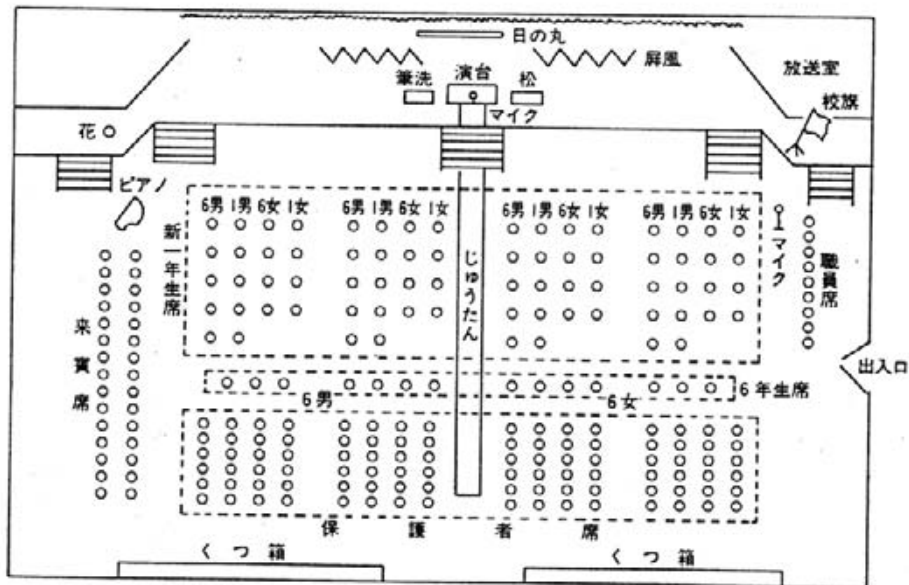 日の丸
屏風
放送室
筆洗
演台
松
校旗
マイク
花
ピアノ
6男 1男 6女 1女
6男 1男 6女 1女
6男 1男 6女 1女
6男 1男 6女 1女
新一年生席
じゅうたん
マイク
職員席
来賓席
出入口
6年生席
6男
6女
保護者席
くつ箱
くつ箱